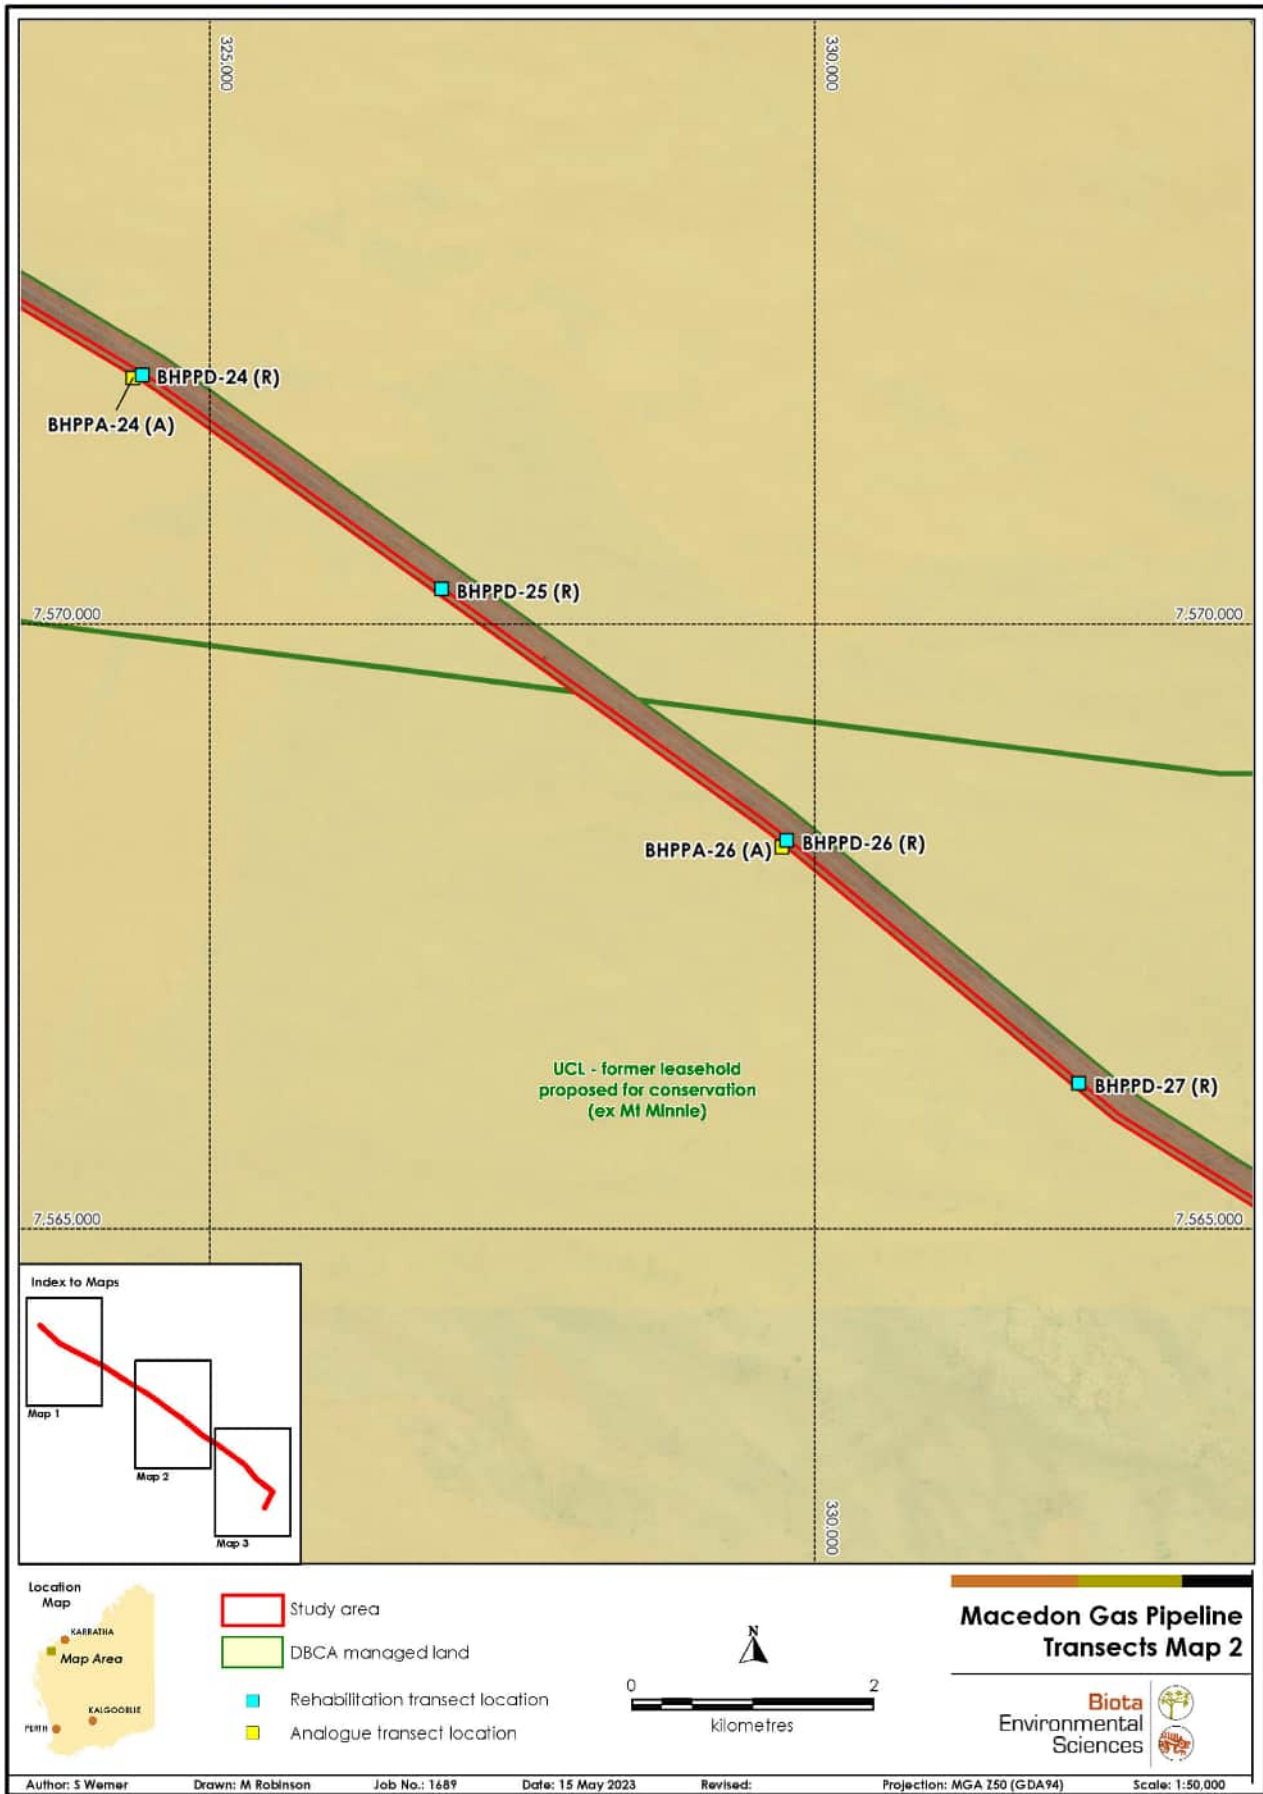 325,000
330,000
BHPPD-24 (R)
BHPPA-24 (A)
BHPPD-25 (R)
7,570,000
7,570,000
BHPPA-26 (A)
BHPPD-26 (R)
UCL - former leasehold
proposed for conservation
(ex Mt Minnie)
BHPPD-27 (R)
7,565,000
7,565,000
Index to Maps
Map 1
Map 2
Map 3
330,000
Location
Map
KARRATHA
Map Area
KALGOORLIE
PERTH
Study area
DBCA managed land
Rehabilitation transect location
Analogue transect location
N
0 2
kilometres
Macedon Gas Pipeline
Transects Map 2
Biota
Environmental
Sciences
Author: S Werner Drawn: M Robinson Job No.: 1689 Date: 15 May 2023 Revised: Projection: MGA Z50 (GDA94) Scale: 1:50,000